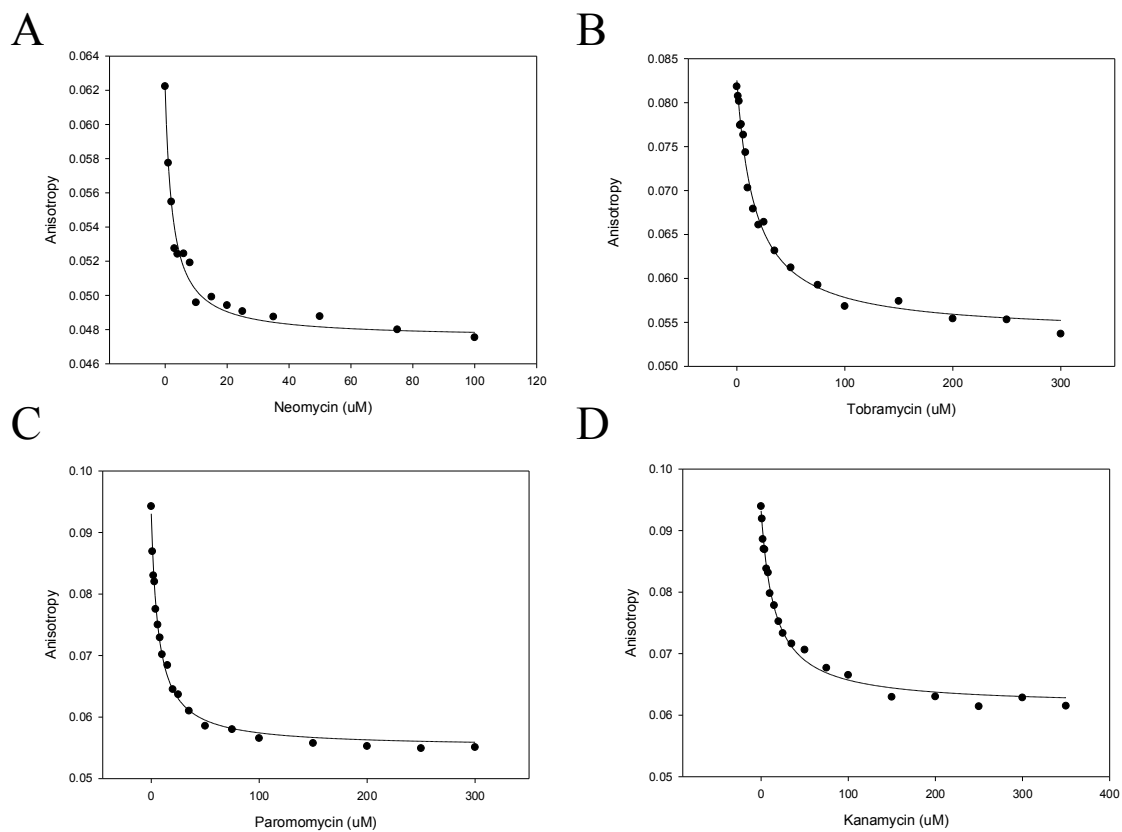 A
0.064
0.062
0.060
0.058
0.056
0.054
0.052
0.050
0.048
0.046
Anisotropy
0 20 40 60 80 100 120
Neomycin (uM)
B
0.085
0.080
0.075
0.070
0.065
0.060
0.055
0.050
Anisotropy
0 100 200 300
Tobramycin (uM)
C
0.10
0.09
0.08
0.07
0.06
0.05
Anisotropy
0 100 200 300
Paromomycin (uM)
D
0.10
0.09
0.08
0.07
0.06
0.05
Anisotropy
0 100 200 300 400
Kanamycin (uM)